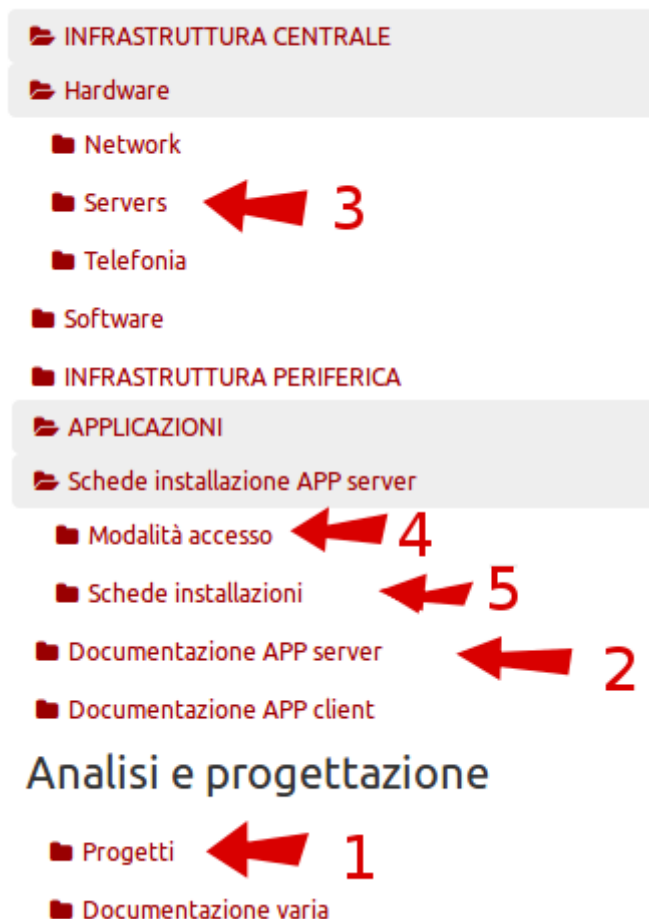 INFRASTRUTTURA CENTRALE
Hardware
Network
Servers 3
Telefonia
Software
INFRASTRUTTURA PERIFERICA
APPLICAZIONI
Schede installazione APP server
Modalità accesso 4
Schede installazioni 5
Documentazione APP server 2
Documentazione APP client
Analisi e progettazione
Progetti 1
Documentazione varia